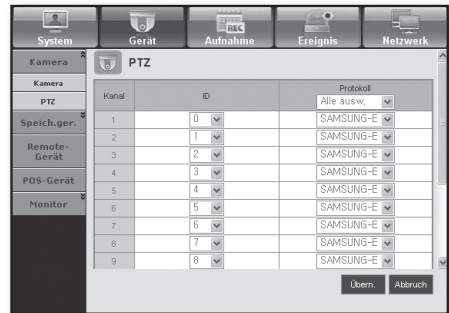 System Gerät Aufnahme Ereignis Netzwerk
REC
Kamera
Kamera
PTZ
Speich.ger.
Remote-
Gerät
POS-Gerät
Monitor
PTZ
Kanal ID Protokoll
Alle ausw,
1 0 SAMSUNG-E
2 1 SAMSUNG-E
3 2 SAMSUNG-E
4 3 SAMSUNG-E
5 4 SAMSUNG-E
6 5 SAMSUNG-E
7 6 SAMSUNG-E
8 7 SAMSUNG-E
9 8 SAMSUNG-E
Übern. Abbruch